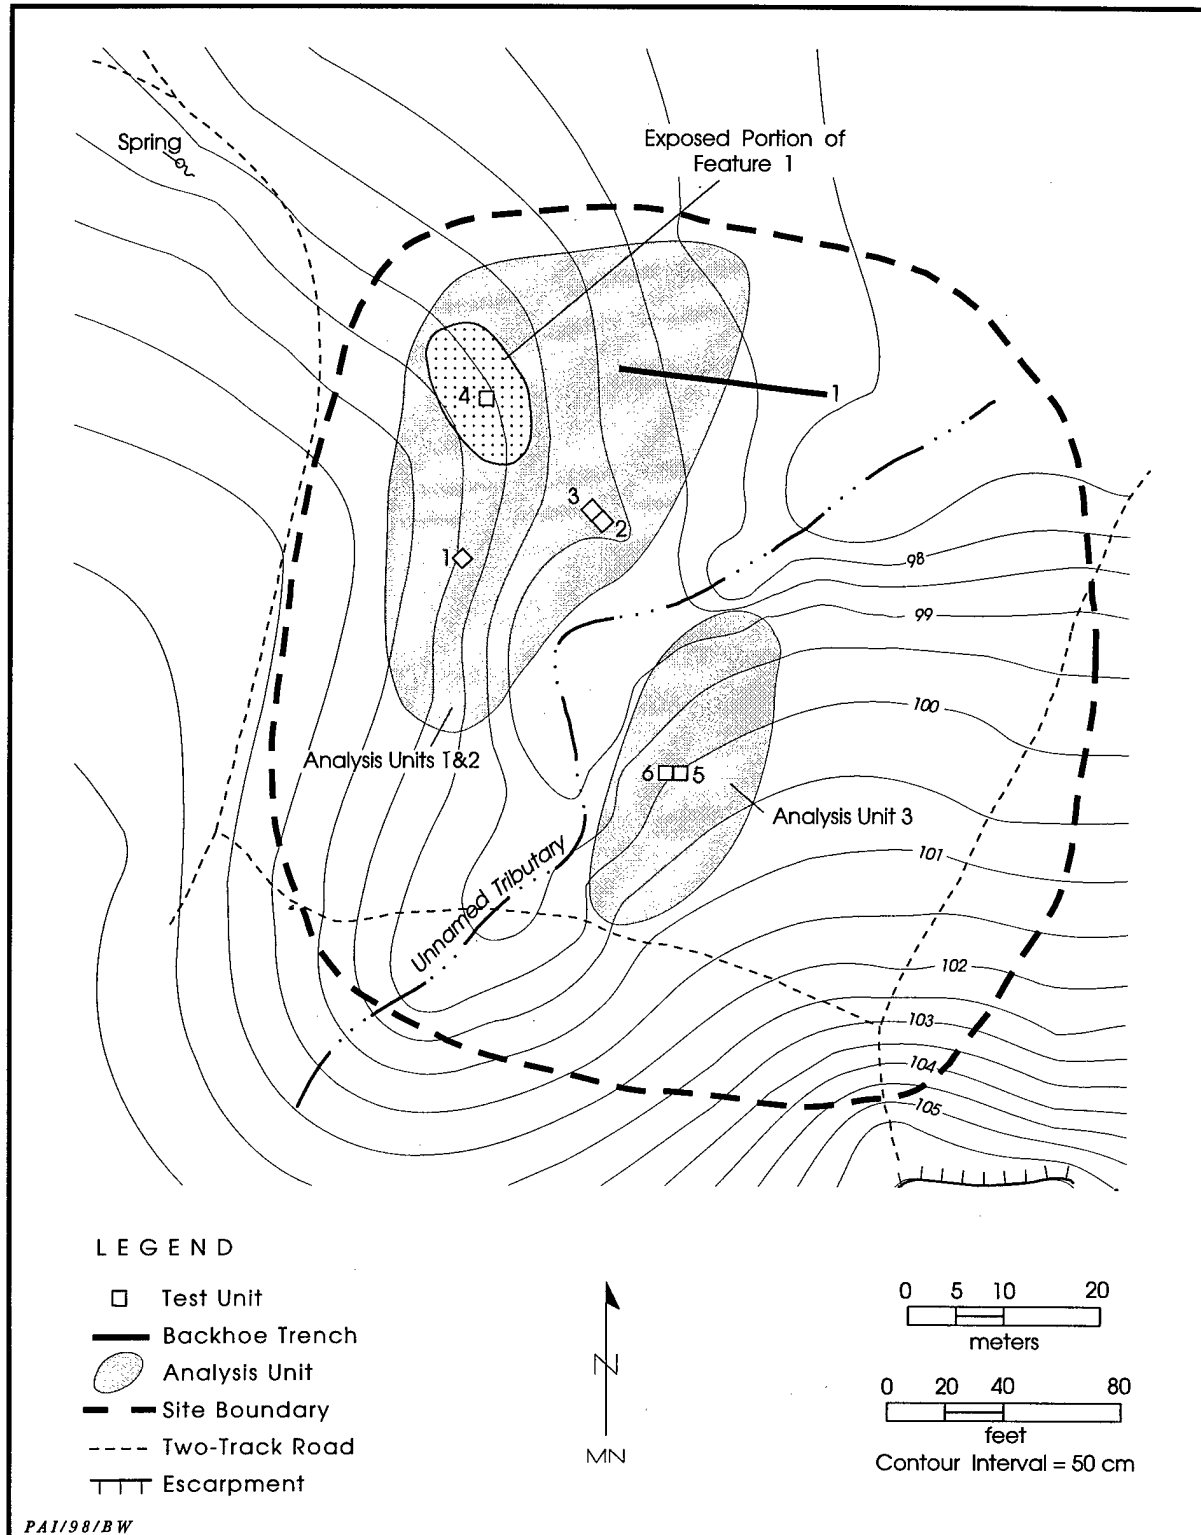 Spring
Exposed Portion of
Feature 1
4
1
3
2
1
98
99
100
Analysis Units 1&2
6 5
Analysis Unit 3
101
Unnamed Tributary
102
103
104
105
LEGEND
Test Unit
Backhoe Trench
Analysis Unit
Site Boundary
Two-Track Road
Escarpment
N
MN
0 5 10 20
meters
0 20 40 80
feet
Contour Interval = 50 cm
PAI/98/BW